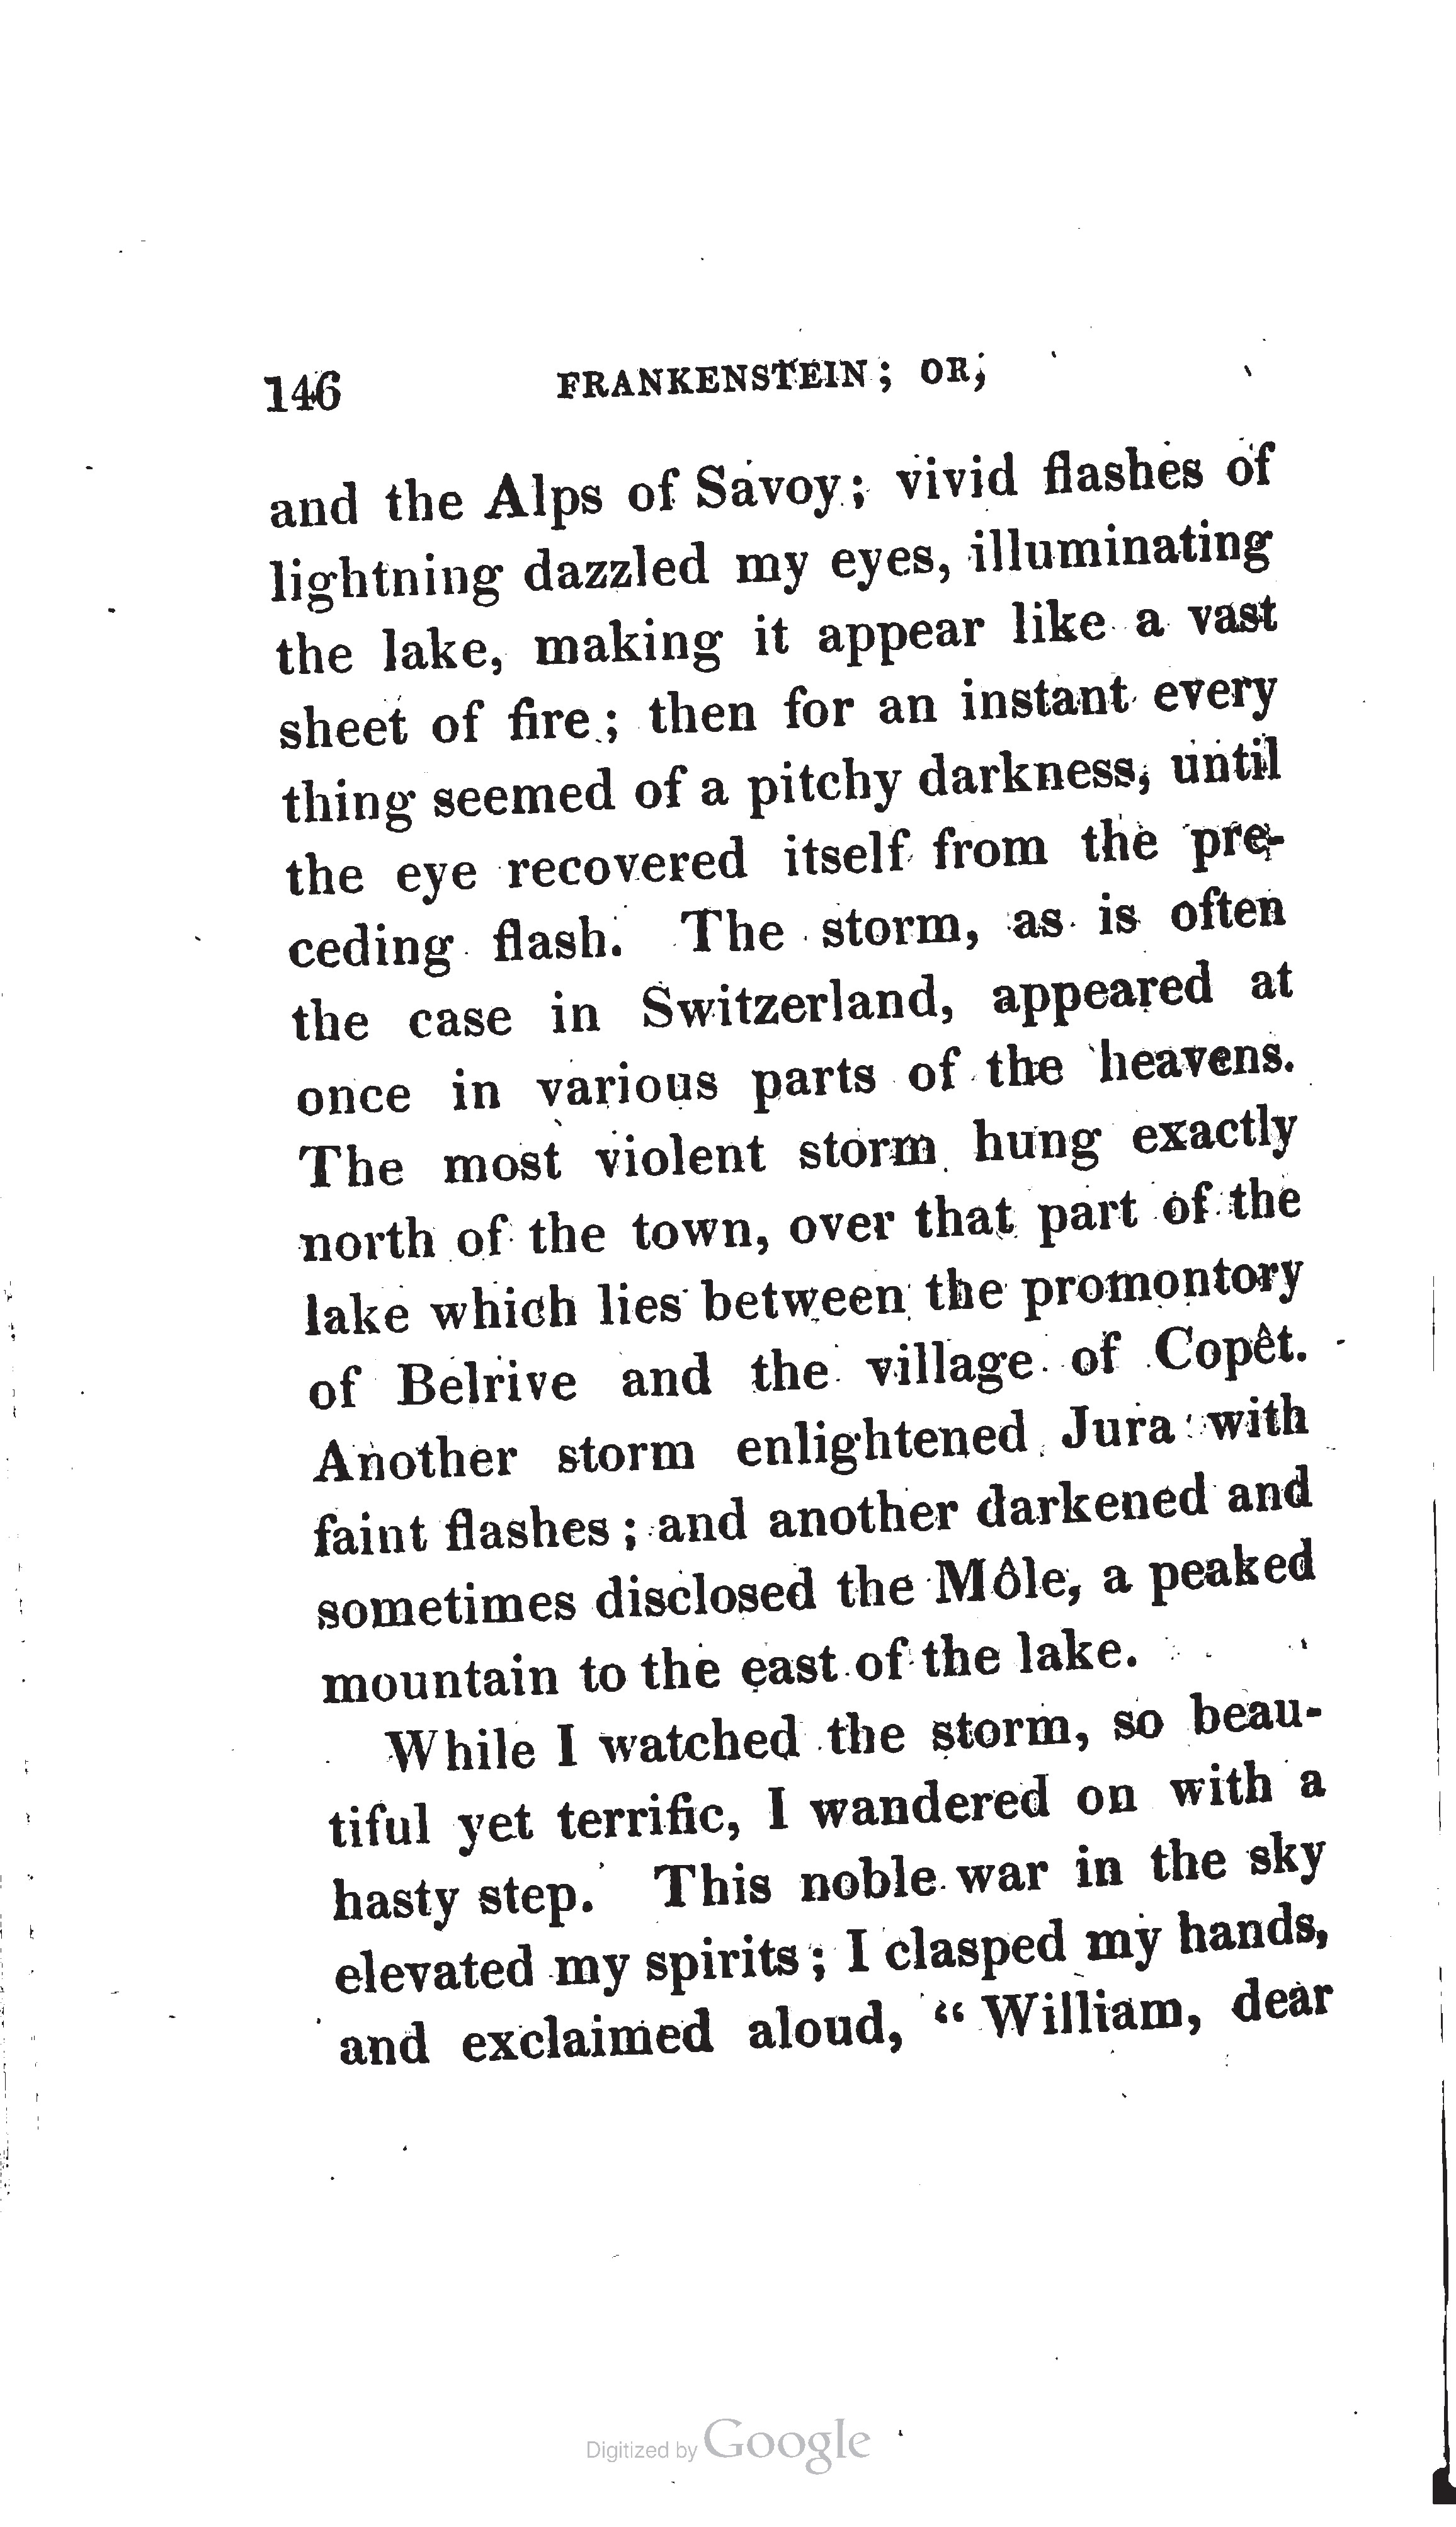 146 FRANKENSTEIN; OR,
and the Alps of Savoy; vivid flashes of
lightning dazzled my eyes, illuminating
the lake, making it appear like a vast
sheet of fire; then for an instant every
thing seemed of a pitchy darkness, until
the eye recovered itself from the pre-
ceding flash. The storm, as is often
the case in Switzerland, appeared at
once in various parts of the heavens.
The most violent storm hung exactly
north of the town, over that part of the
lake which lies between the promontory
of Belrive and the village of Copêt.
Another storm enlightened Jura with
faint flashes; and another darkened and
sometimes disclosed the Môle, a peaked
mountain to the east of the lake.
While I watched the storm, so beau-
tiful yet terrific, I wandered on with a
hasty step. This noble war in the sky
elevated my spirits; I clasped my hands,
and exclaimed aloud, “William, dear
Digitized by Google